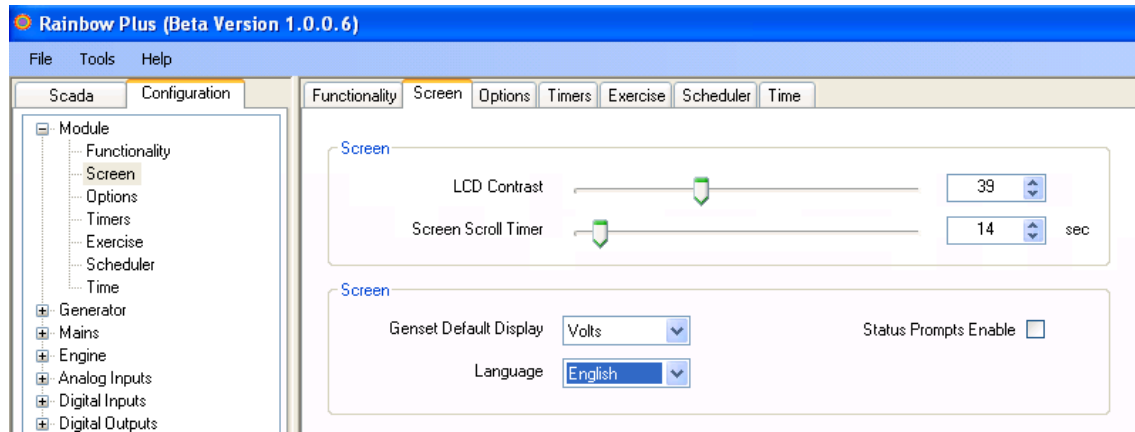 Rainbow Plus (Beta Version 1.0.0.6)
File Tools Help
Scada Configuration
Module
Functionality
Screen
Options
Timers
Exercise
Scheduler
Time
Generator
Mains
Engine
Analog Inputs
Digital Inputs
Digital Outputs
Functionality Screen Options Timers Exercise Scheduler Time
Screen
LCD Contrast 39
Screen Scroll Timer 14 sec
Screen
Genset Default Display Volts Status Prompts Enable
Language English